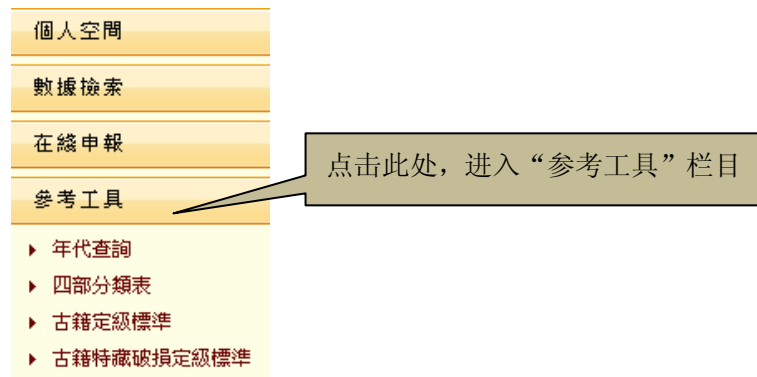 個人空間
數據檢索
在綫申報
參考工具
点击此处，进入“参考工具”栏目
年代查詢
四部分類表
古籍定級標準
古籍特藏破損定級標準